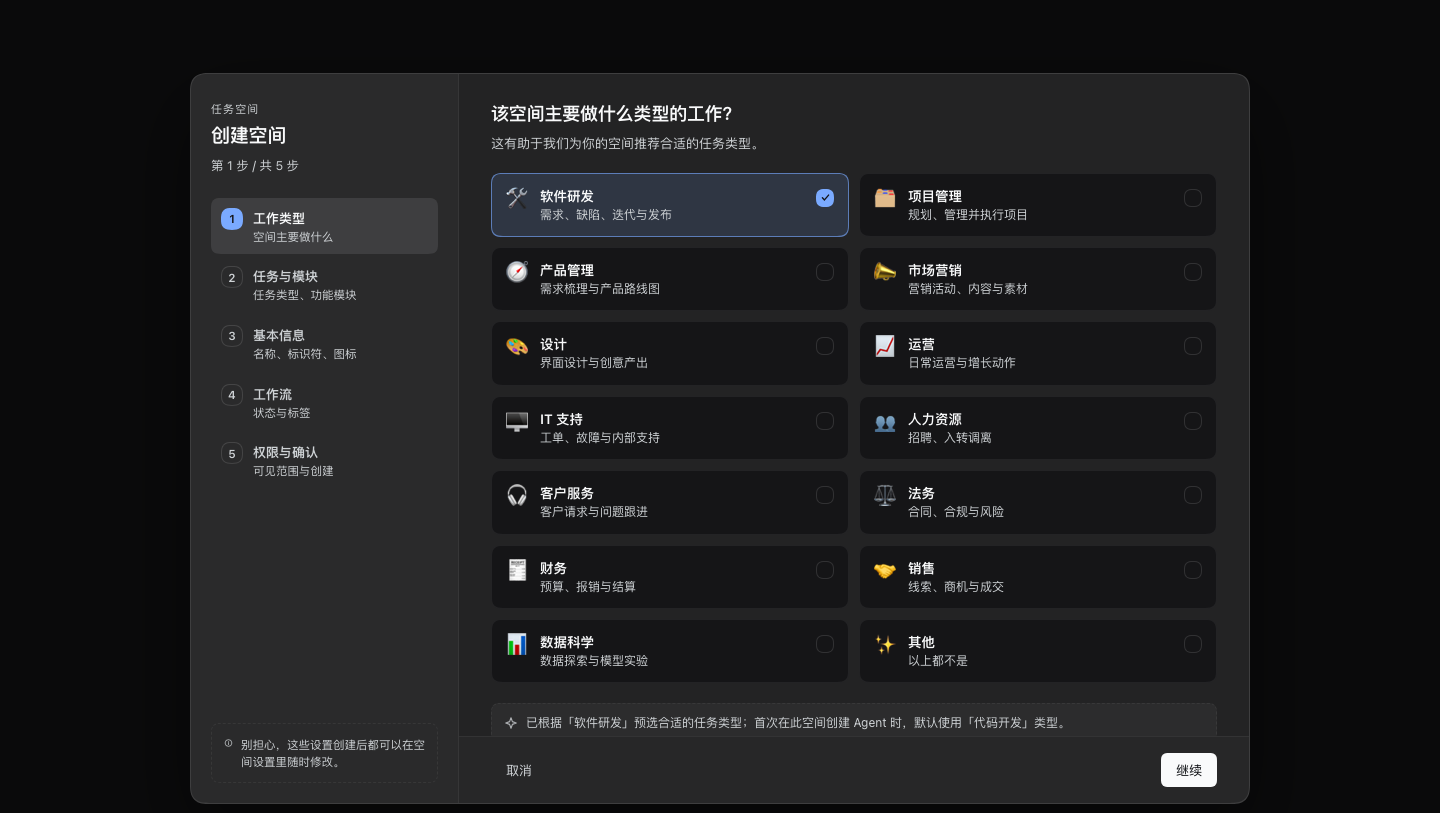 任务空间
创建空间
第 1 步 / 共 5 步
1
工作类型
空间主要做什么
2
任务与模块
任务类型、功能模块
3
基本信息
名称、标识符、图标
4
工作流
状态与标签
5
权限与确认
可见范围与创建
别担心，这些设置创建后都可以在空
间设置里随时修改。
该空间主要做什么类型的工作?
这有助于我们为你的空间推荐合适的任务类型。
软件研发
需求、缺陷、迭代与发布
项目管理
规划、管理并执行项目
产品管理
需求梳理与产品路线图
市场营销
营销活动、内容与素材
设计
界面设计与创意产出
运营
日常运营与增长动作
IT 支持
工单、故障与内部支持
人力资源
招聘、入转调离
客户服务
客户请求与问题跟进
法务
合同、合规与风险
财务
预算、报销与结算
销售
线索、商机与成交
数据科学
数据探索与模型实验
其他
以上都不是
已根据「软件研发」预选合适的任务类型；首次在此空间创建 Agent 时，默认使用「代码开发」类型。
取消
继续